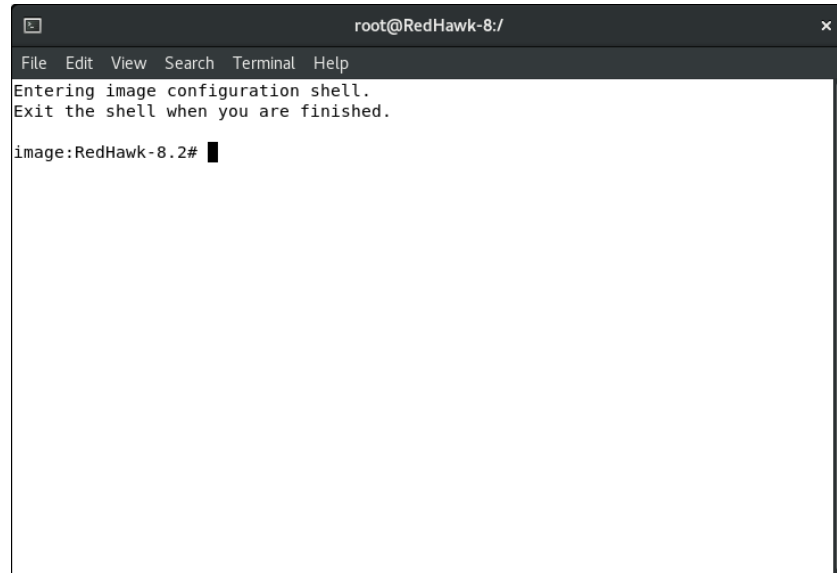 root@RedHawk-8:/
File Edit View Search Terminal Help
Entering image configuration shell.
Exit the shell when you are finished.
image:RedHawk-8.2#